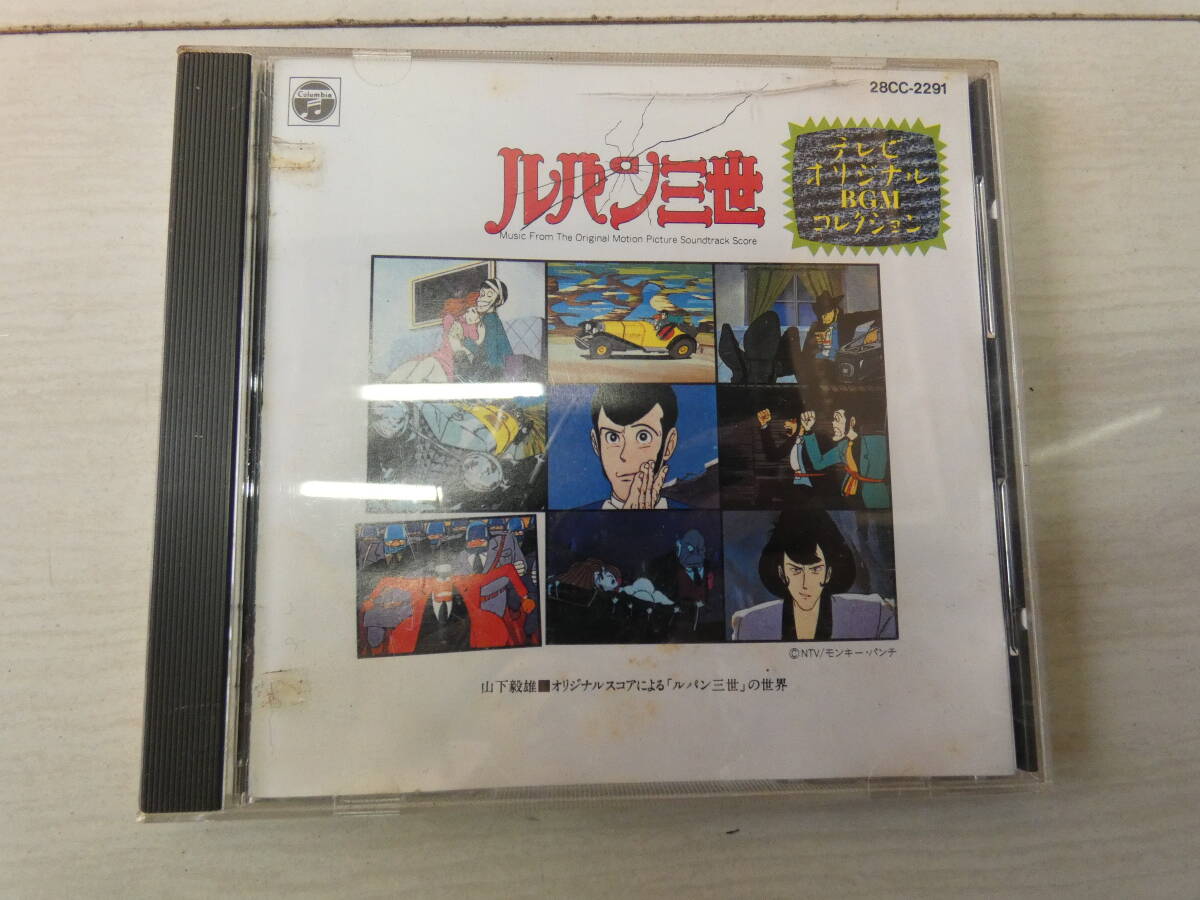 Columbia
28CC-2291
テレビ
オリジナル
BGM
コレクション
ルパン三世
Music From The Original Motion Picture Soundtrack Score
©NTV/モンキー・パンチ
山下毅雄■オリジナルスコアによる「ルパン三世」の世界